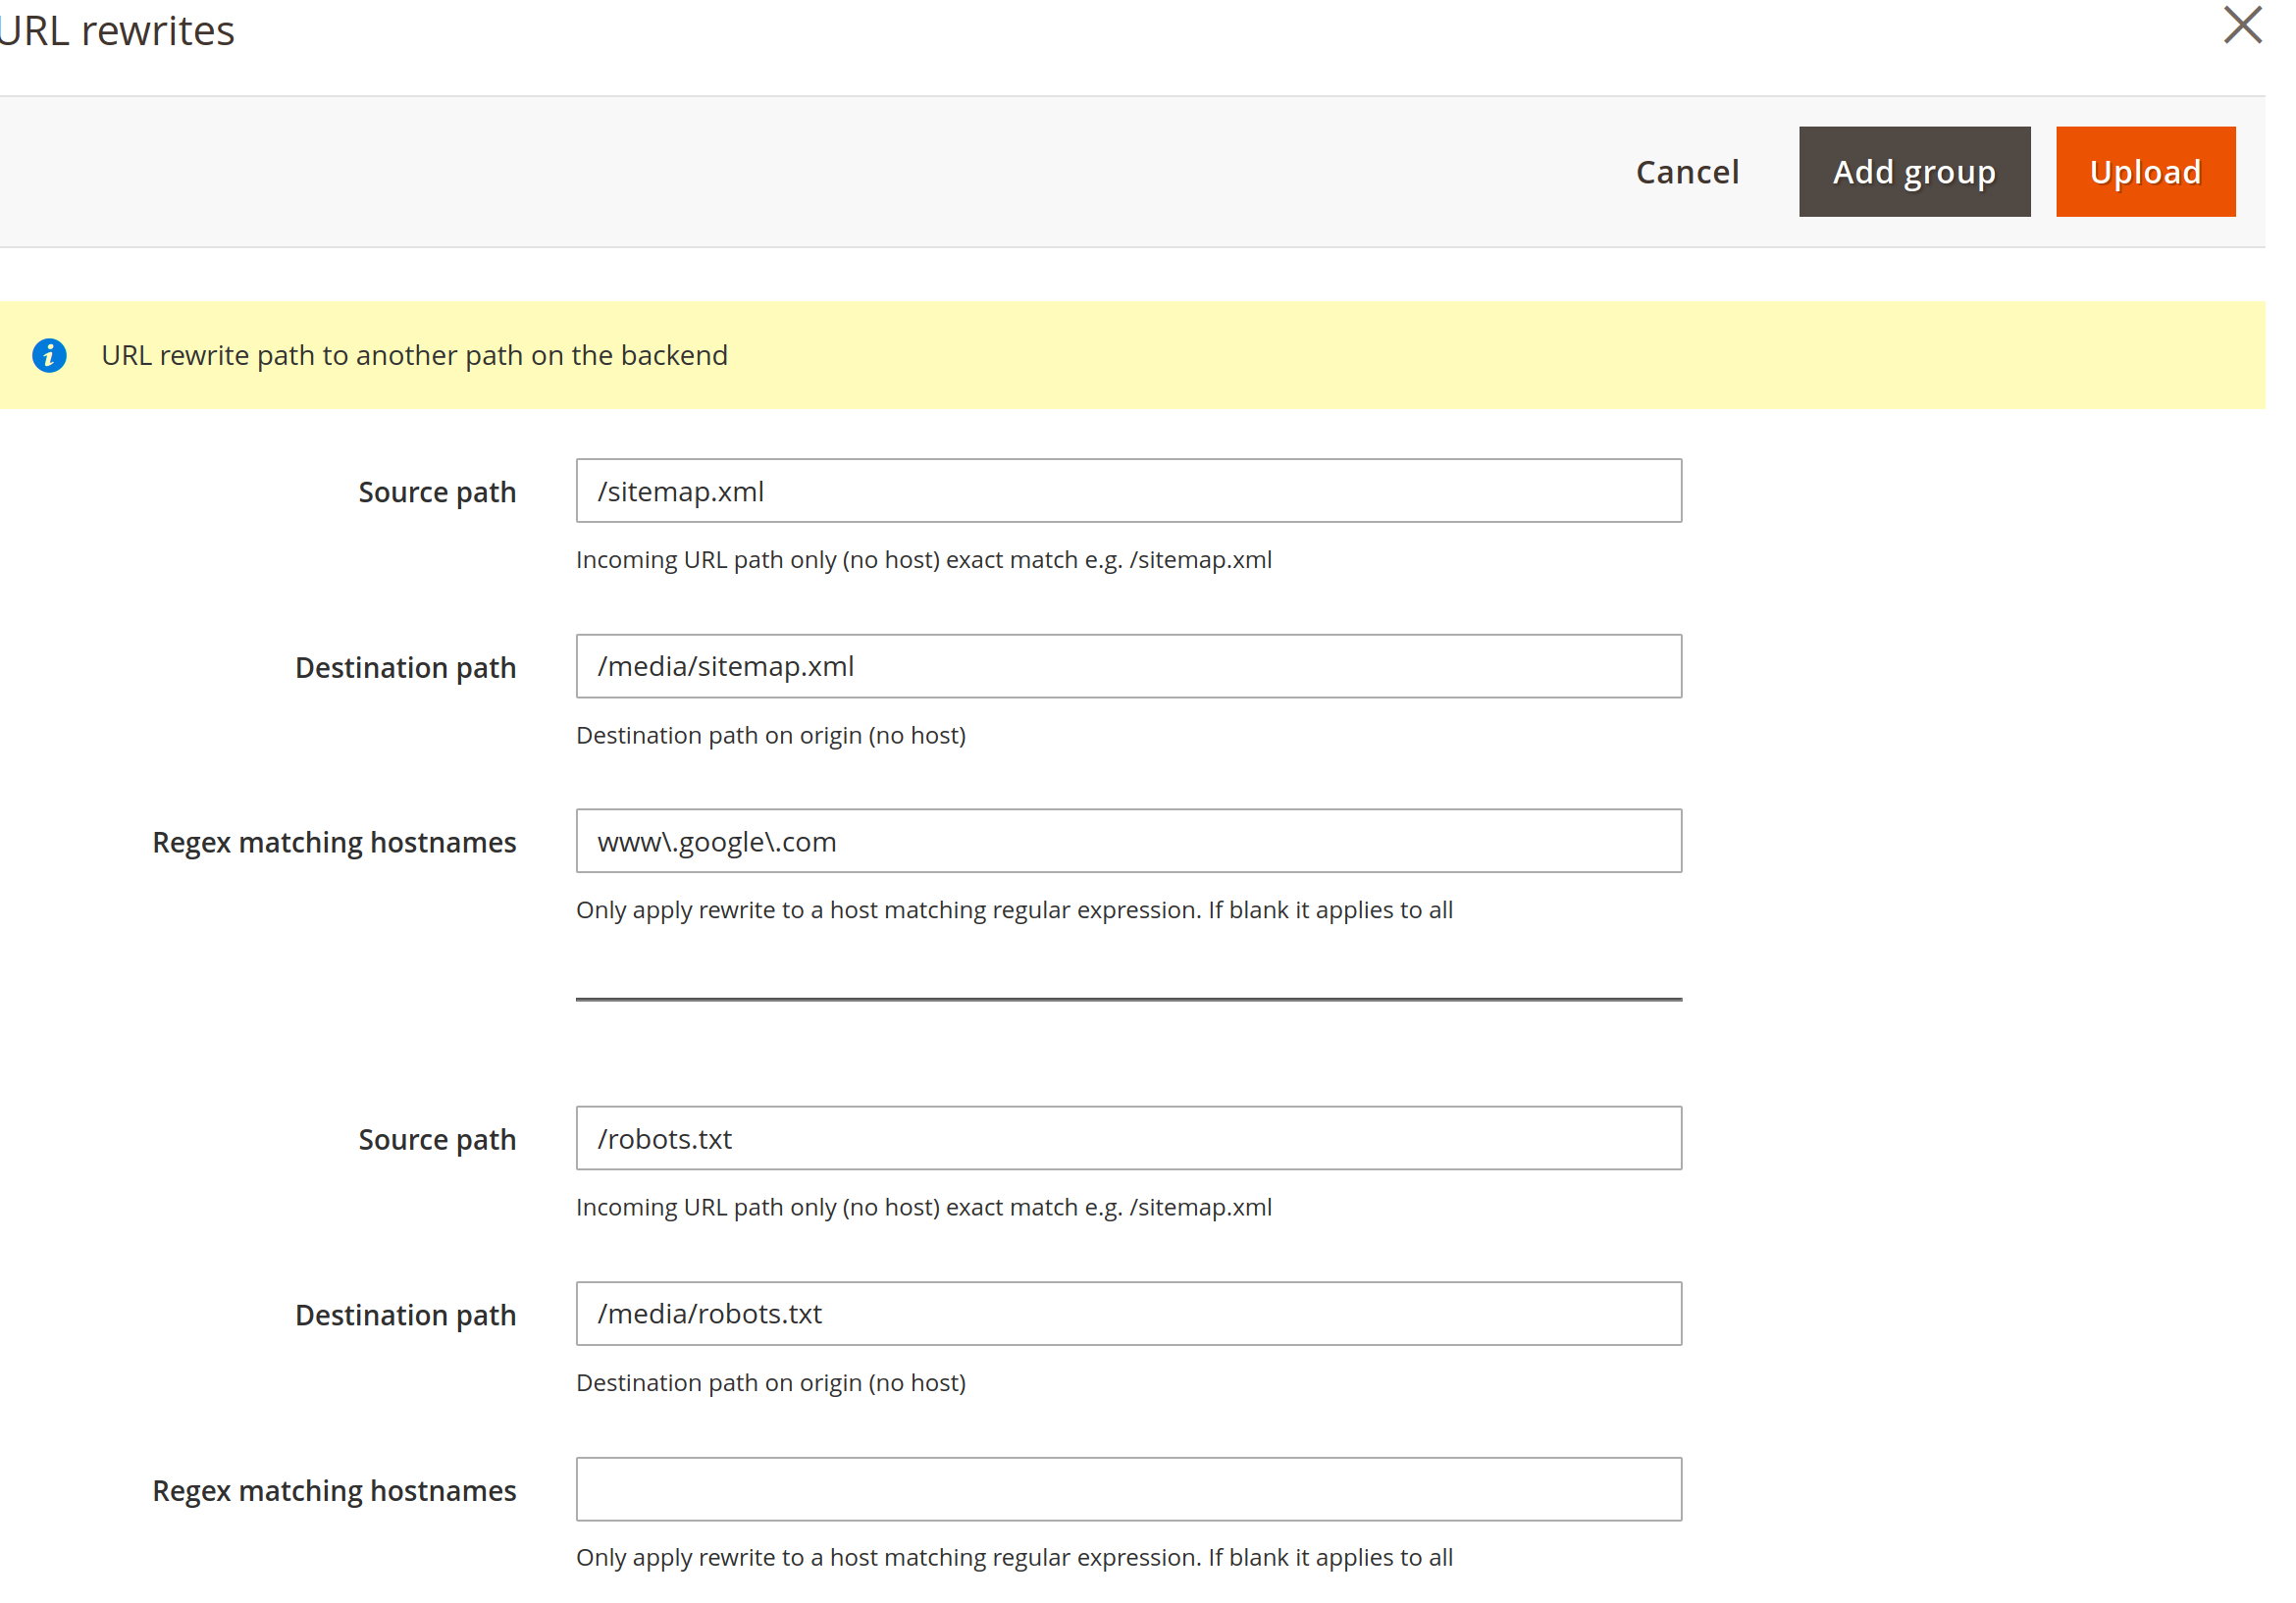 URL rewrites
Cancel
Add group
Upload
URL rewrite path to another path on the backend
Source path
/sitemap.xml
Incoming URL path only (no host) exact match e.g. /sitemap.xml
Destination path
/media/sitemap.xml
Destination path on origin (no host)
Regex matching hostnames
www\.google\.com
Only apply rewrite to a host matching regular expression. If blank it applies to all
Source path
/robots.txt
Incoming URL path only (no host) exact match e.g. /sitemap.xml
Destination path
/media/robots.txt
Destination path on origin (no host)
Regex matching hostnames
Only apply rewrite to a host matching regular expression. If blank it applies to all